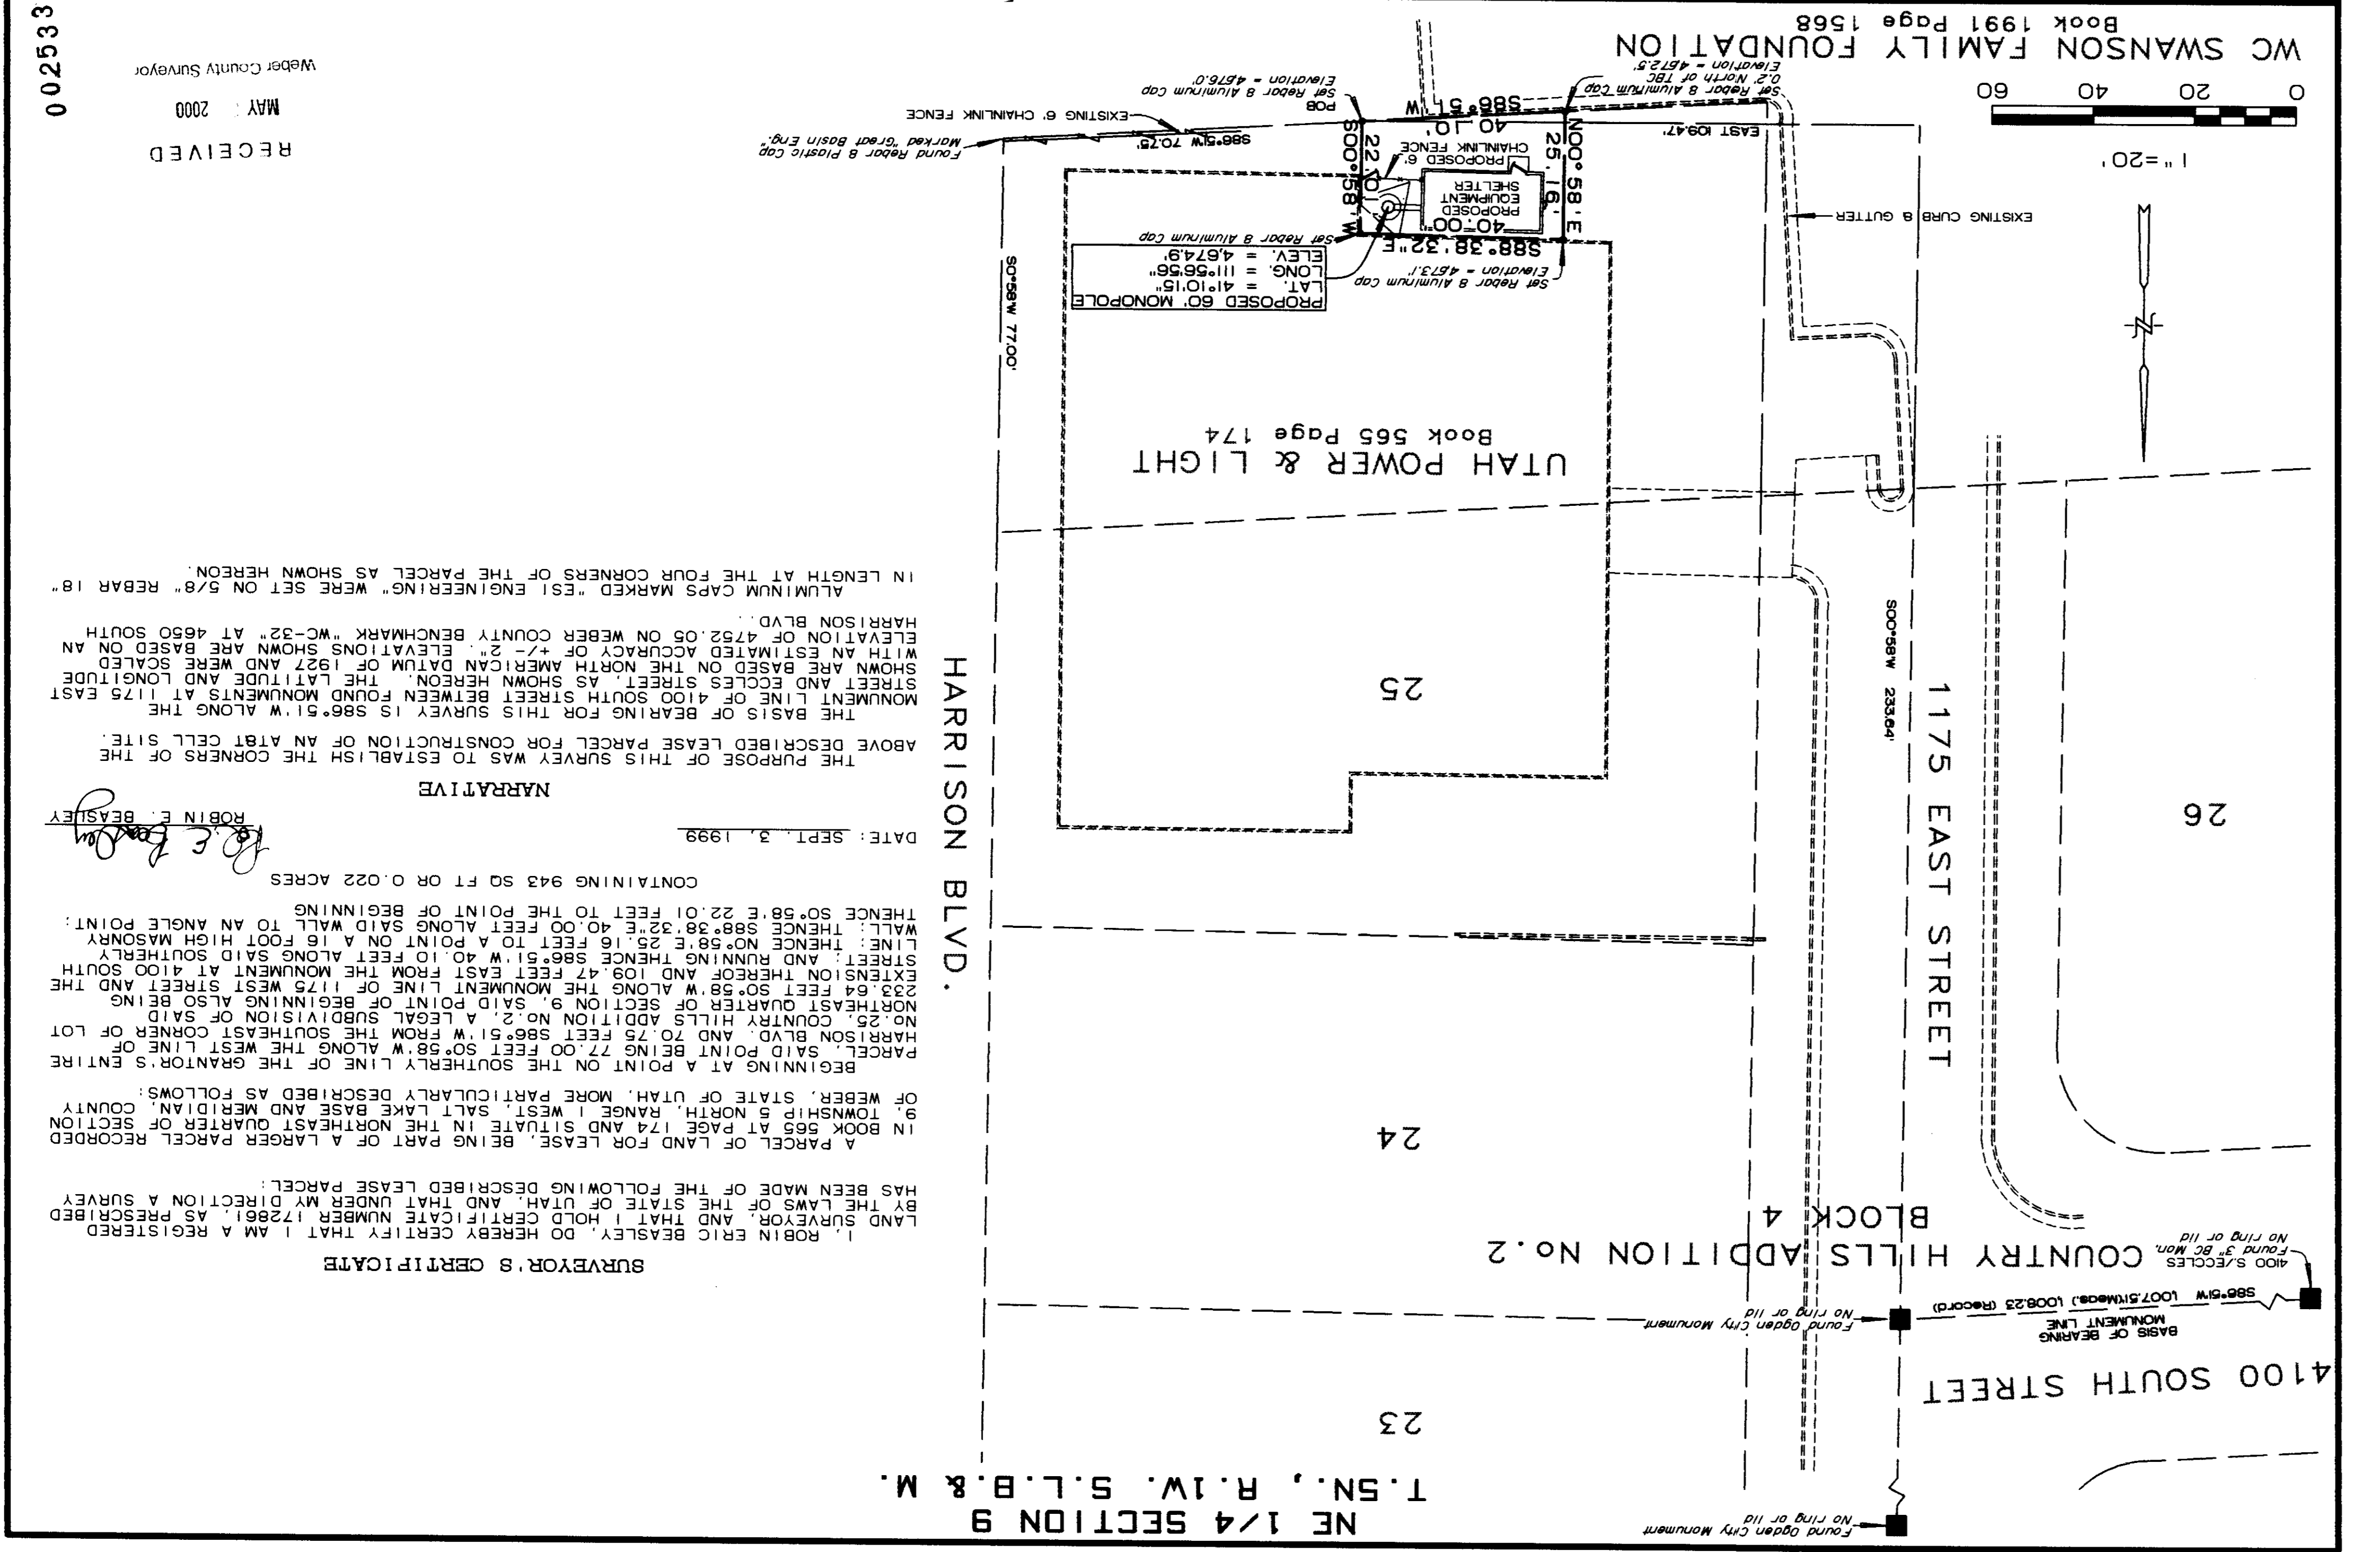 NE 1/4 SECTION 9
T.5N., R.1W. S.L.B.& M.
Found Ogden City Monument
No ring or lid
4100 SOUTH STREET
23
BASIS OF BEARING
MONUMENT LINE
S86°51'W 1,007.51(Meas.) 1,008.23 (Record)
Found Ogden City Monument
No ring or lid
4100 S./ECCLES
Found 3" BC Mon.
No ring or lid
COUNTRY HILLS ADDITION No.2
BLOCK 4
24
26
1175 EAST STREET
S00°58'W 233.64'
25
HARRISON BLVD.
UTAH POWER & LIGHT
Book 565 Page 174
S0°58'W 77.00'
EXISTING CURB & GUTTER
PROPOSED 60' MONOPOLE
LAT. = 41°10'15"
LONG. = 111°56'56"
ELEV. = 4,674.9'
Set Rebar & Aluminum Cap
Elevation = 4,673.1'
Set Rebar & Aluminum Cap
S88°38'32"E
40.00'
PROPOSED
EQUIPMENT
SHELTER
PROPOSED 6'
CHAINLINK FENCE
N00°58'E
25.16'
S00°58'W
22.01'
40.10'
S86°51'W
EAST 109.47'
POB
Set Rebar & Aluminum Cap
Elevation = 4,676.0'
Set Rebar & Aluminum Cap
0.2' North of TBC
Elevation = 4,672.5'
S86°51'W 70.75'
EXISTING 6' CHAINLINK FENCE
Found Rebar & Plastic Cap
Marked "Great Basin Eng."
1"=20'
0 20 40 60
WC SWANSON FAMILY FOUNDATION
Book 1991 Page 1568
SURVEYOR'S CERTIFICATE
I, ROBIN ERIC BEASLEY, DO HEREBY CERTIFY THAT I AM A REGISTERED
LAND SURVEYOR, AND THAT I HOLD CERTIFICATE NUMBER 172861, AS PRESCRIBED
BY THE LAWS OF THE STATE OF UTAH, AND THAT UNDER MY DIRECTION A SURVEY
HAS BEEN MADE OF THE FOLLOWING DESCRIBED LEASE PARCEL:
A PARCEL OF LAND FOR LEASE, BEING PART OF A LARGER PARCEL RECORDED
IN BOOK 565 AT PAGE 174 AND SITUATE IN THE NORTHEAST QUARTER OF SECTION
9, TOWNSHIP 5 NORTH, RANGE 1 WEST, SALT LAKE BASE AND MERIDIAN, COUNTY
OF WEBER, STATE OF UTAH, MORE PARTICULARLY DESCRIBED AS FOLLOWS:
BEGINNING AT A POINT ON THE SOUTHERLY LINE OF THE GRANTOR'S ENTIRE
PARCEL, SAID POINT BEING 77.00 FEET S0°58'W ALONG THE WEST LINE OF
HARRISON BLVD. AND 70.75 FEET S86°51'W FROM THE SOUTHEAST CORNER OF LOT
No.25, COUNTRY HILLS ADDITION No.2, A LEGAL SUBDIVISION OF SAID
NORTHEAST QUARTER OF SECTION 9, SAID POINT OF BEGINNING ALSO BEING
233.64 FEET S0°58'W ALONG THE MONUMENT LINE OF 1175 WEST STREET AND THE
EXTENSION THEREOF AND 109.47 FEET EAST FROM THE MONUMENT AT 4100 SOUTH
STREET; AND RUNNING THENCE S86°51'W 40.10 FEET ALONG SAID SOUTHERLY
LINE; THENCE N0°58'E 25.16 FEET TO A POINT ON A 16 FOOT HIGH MASONRY
WALL; THENCE S88°38'32"E 40.00 FEET ALONG SAID WALL TO AN ANGLE POINT;
THENCE S0°58'E 22.01 FEET TO THE POINT OF BEGINNING
CONTAINING 943 SQ FT OR 0.022 ACRES
DATE: SEPT. 3, 1999
R. E. Beasley
ROBIN E. BEASLEY
NARRATIVE
THE PURPOSE OF THIS SURVEY WAS TO ESTABLISH THE CORNERS OF THE
ABOVE DESCRIBED LEASE PARCEL FOR CONSTRUCTION OF AN AT&T CELL SITE.
THE BASIS OF BEARING FOR THIS SURVEY IS S86°51'W ALONG THE
MONUMENT LINE OF 4100 SOUTH STREET BETWEEN FOUND MONUMENTS AT 1175 EAST
STREET AND ECCLES STREET, AS SHOWN HEREON. THE LATITUDE AND LONGITUDE
SHOWN ARE BASED ON THE NORTH AMERICAN DATUM OF 1927 AND WERE SCALED
WITH AN ESTIMATED ACCURACY OF +/- 2". ELEVATIONS SHOWN ARE BASED ON AN
ELEVATION OF 4752.05 ON WEBER COUNTY BENCHMARK "WC-32" AT 4650 SOUTH
HARRISON BLVD..
ALUMINUM CAPS MARKED "ESI ENGINEERING" WERE SET ON 5/8" REBAR 18"
IN LENGTH AT THE FOUR CORNERS OF THE PARCEL AS SHOWN HEREON.
RECEIVED
MAY 2000
Weber County Surveyor
002533